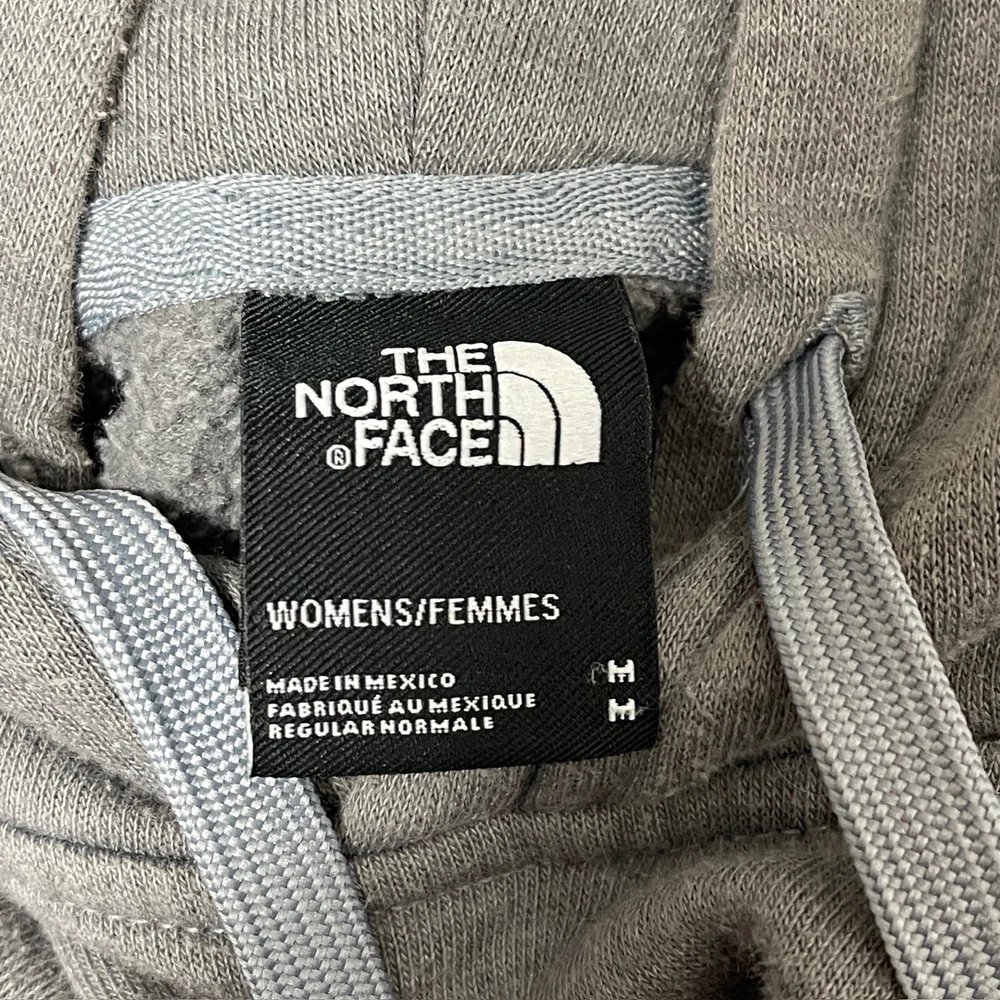 THE
NORTH
®FACE
WOMENS/FEMMES
MADE IN MEXICO M
FABRIQUÉ AU MEXIQUE M
REGULAR NORMALE